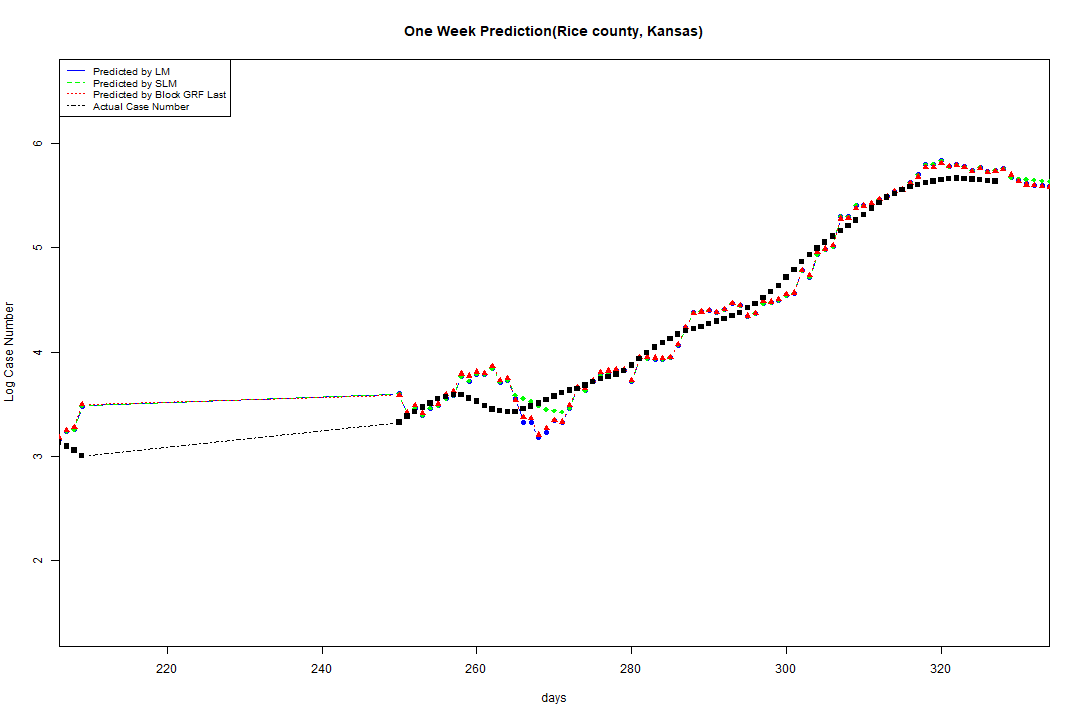 One Week Prediction(Rice county, Kansas)
Predicted by LM
Predicted by SLM
Predicted by Block GRF Last
Actual Case Number
6
5
4
3
2
Log Case Number
220 240 260 280 300 320
days